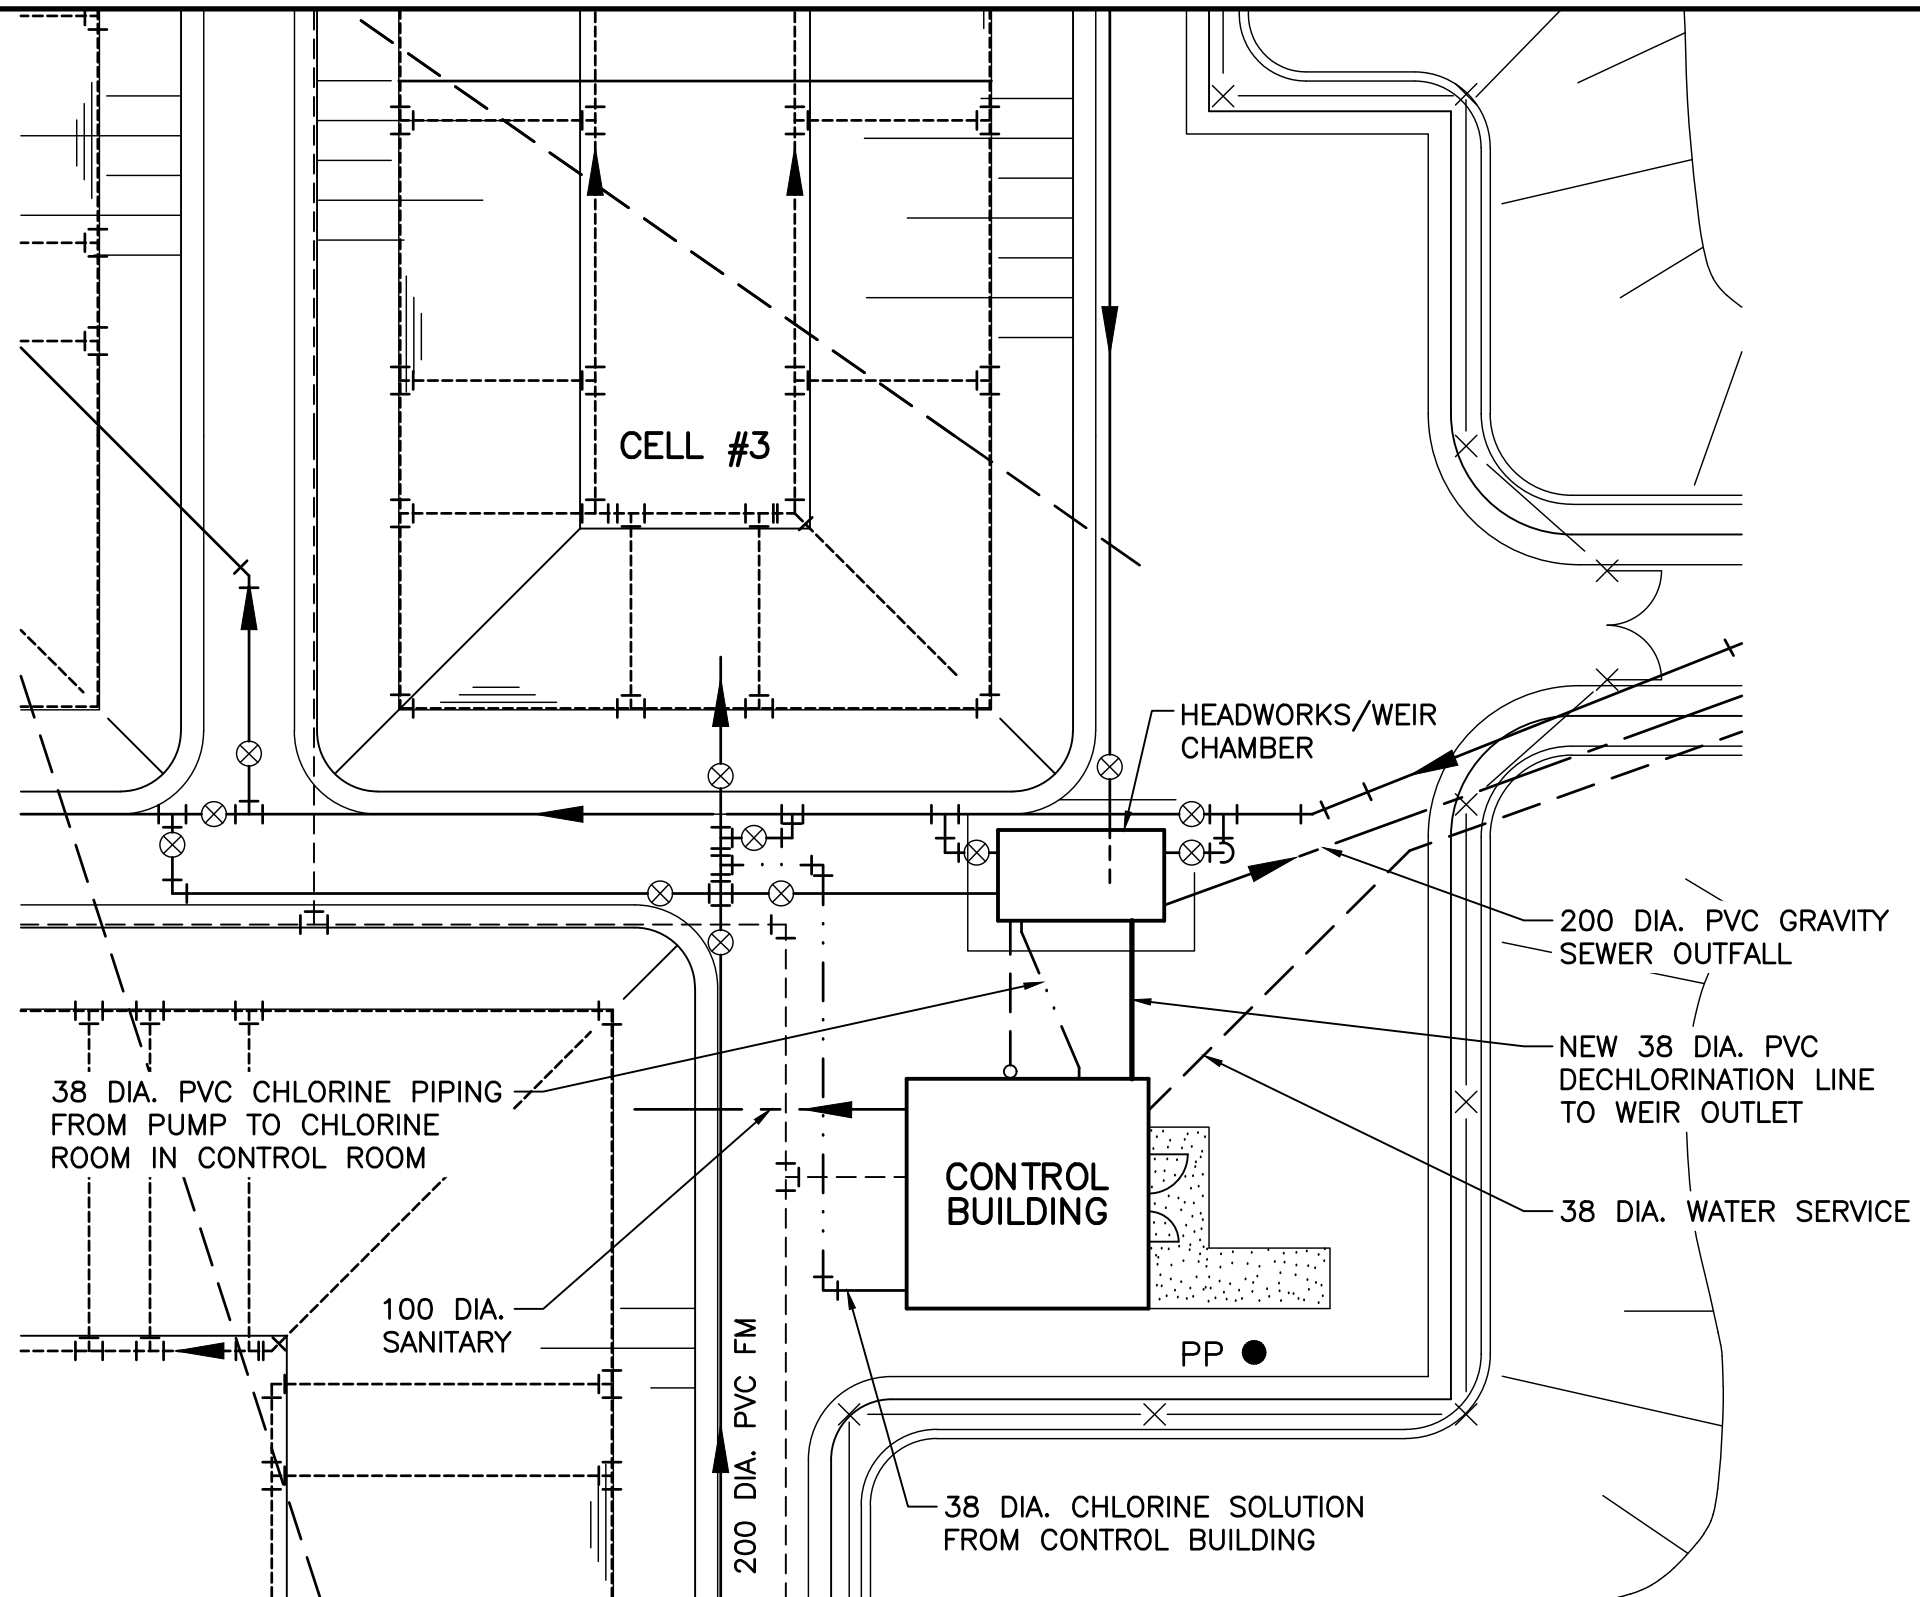 CELL #3
HEADWORKS/WEIR
CHAMBER
200 DIA. PVC GRAVITY
SEWER OUTFALL
NEW 38 DIA. PVC
DECHLORINATION LINE
TO WEIR OUTLET
38 DIA. PVC CHLORINE PIPING
FROM PUMP TO CHLORINE
ROOM IN CONTROL ROOM
CONTROL
BUILDING
38 DIA. WATER SERVICE
100 DIA.
SANITARY
PP
200 DIA. PVC FM
38 DIA. CHLORINE SOLUTION
FROM CONTROL BUILDING